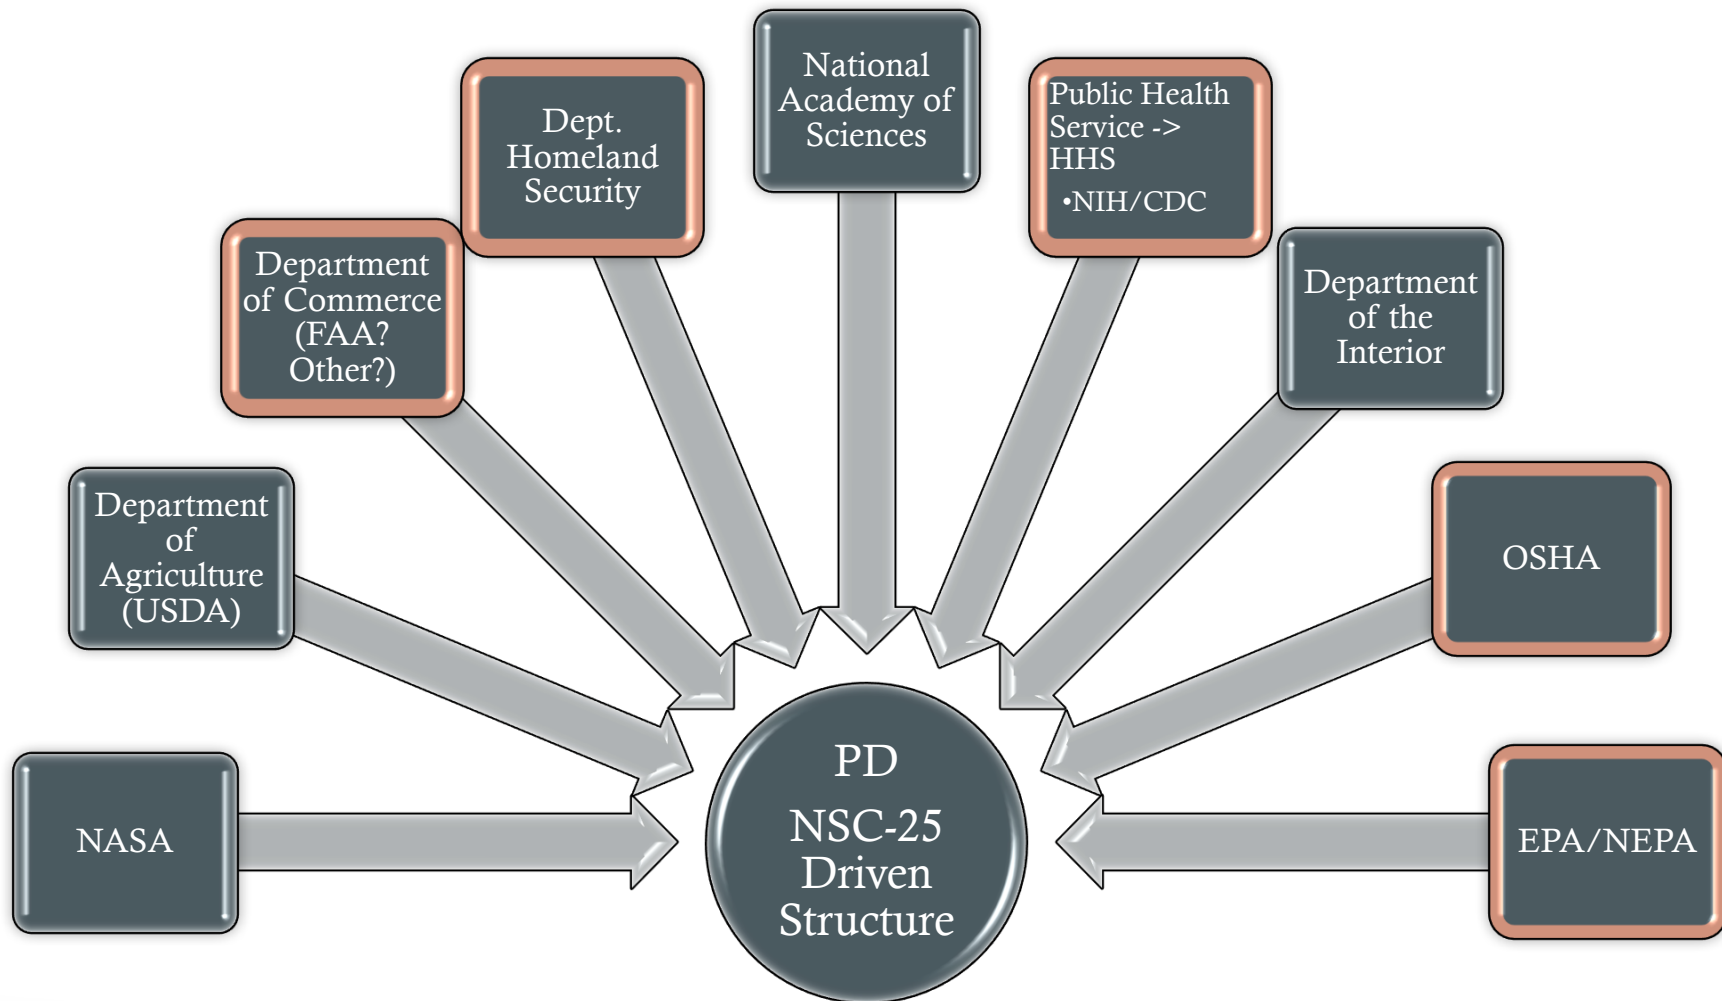 National
Academy of
Sciences
Dept.
Homeland
Security
Public Health
Service ->
HHS
•NIH/CDC
Department
of Commerce
(FAA?
Other?)
Department
of the
Interior
Department
of
Agriculture
(USDA)
OSHA
NASA
EPA/NEPA
PD
NSC-25
Driven
Structure